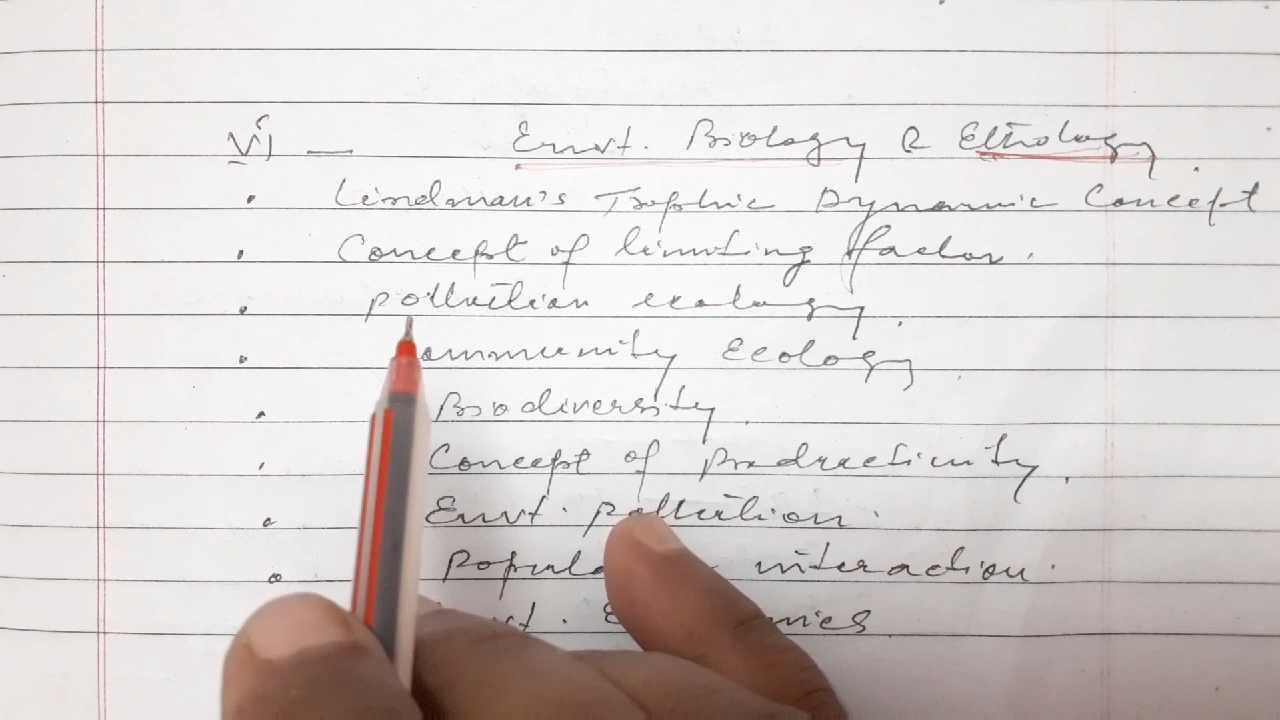 VI — Envt. Biology & Ethology.
• Lindman's Trophic Dynamic Concept
• Concept of limiting factor.
• pollution ecology.
• Community Ecology.
• Biodiversity.
• Concept of Productivity.
• Envt. pollution.
• interaction.